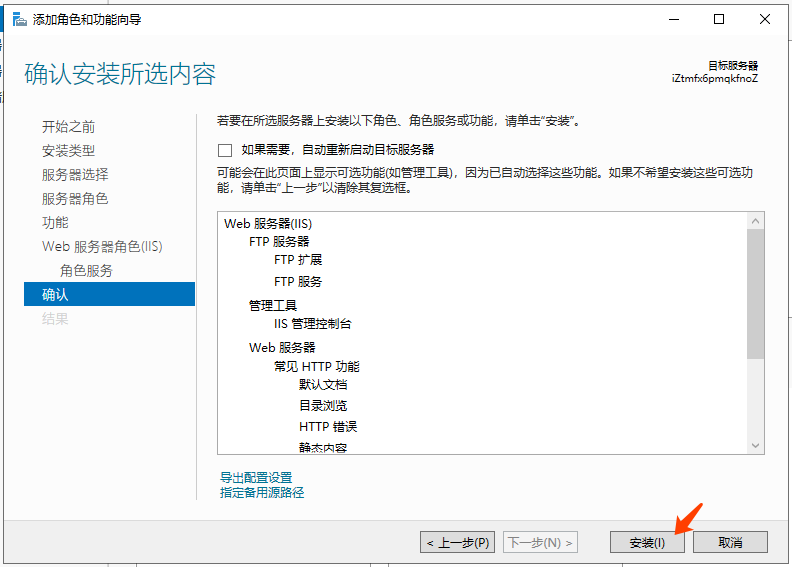 添加角色和功能向导
确认安装所选内容
目标服务器
iZtmfx6pmqkfnoZ
开始之前
安装类型
服务器选择
服务器角色
功能
Web 服务器角色(IIS)
角色服务
确认
结果
若要在所选服务器上安装以下角色、角色服务或功能，请单击“安装”。
如果需要，自动重新启动目标服务器
可能会在此页面上显示可选功能(如管理工具)，因为已自动选择这些功能。如果不希望安装这些可选功
能，请单击“上一步”以清除其复选框。
Web 服务器(IIS)
FTP 服务器
FTP 扩展
FTP 服务
管理工具
IIS 管理控制台
Web 服务器
常见 HTTP 功能
默认文档
目录浏览
HTTP 错误
静态内容
导出配置设置
指定备用源路径
< 上一步(P)
下一步(N) >
安装(I)
取消